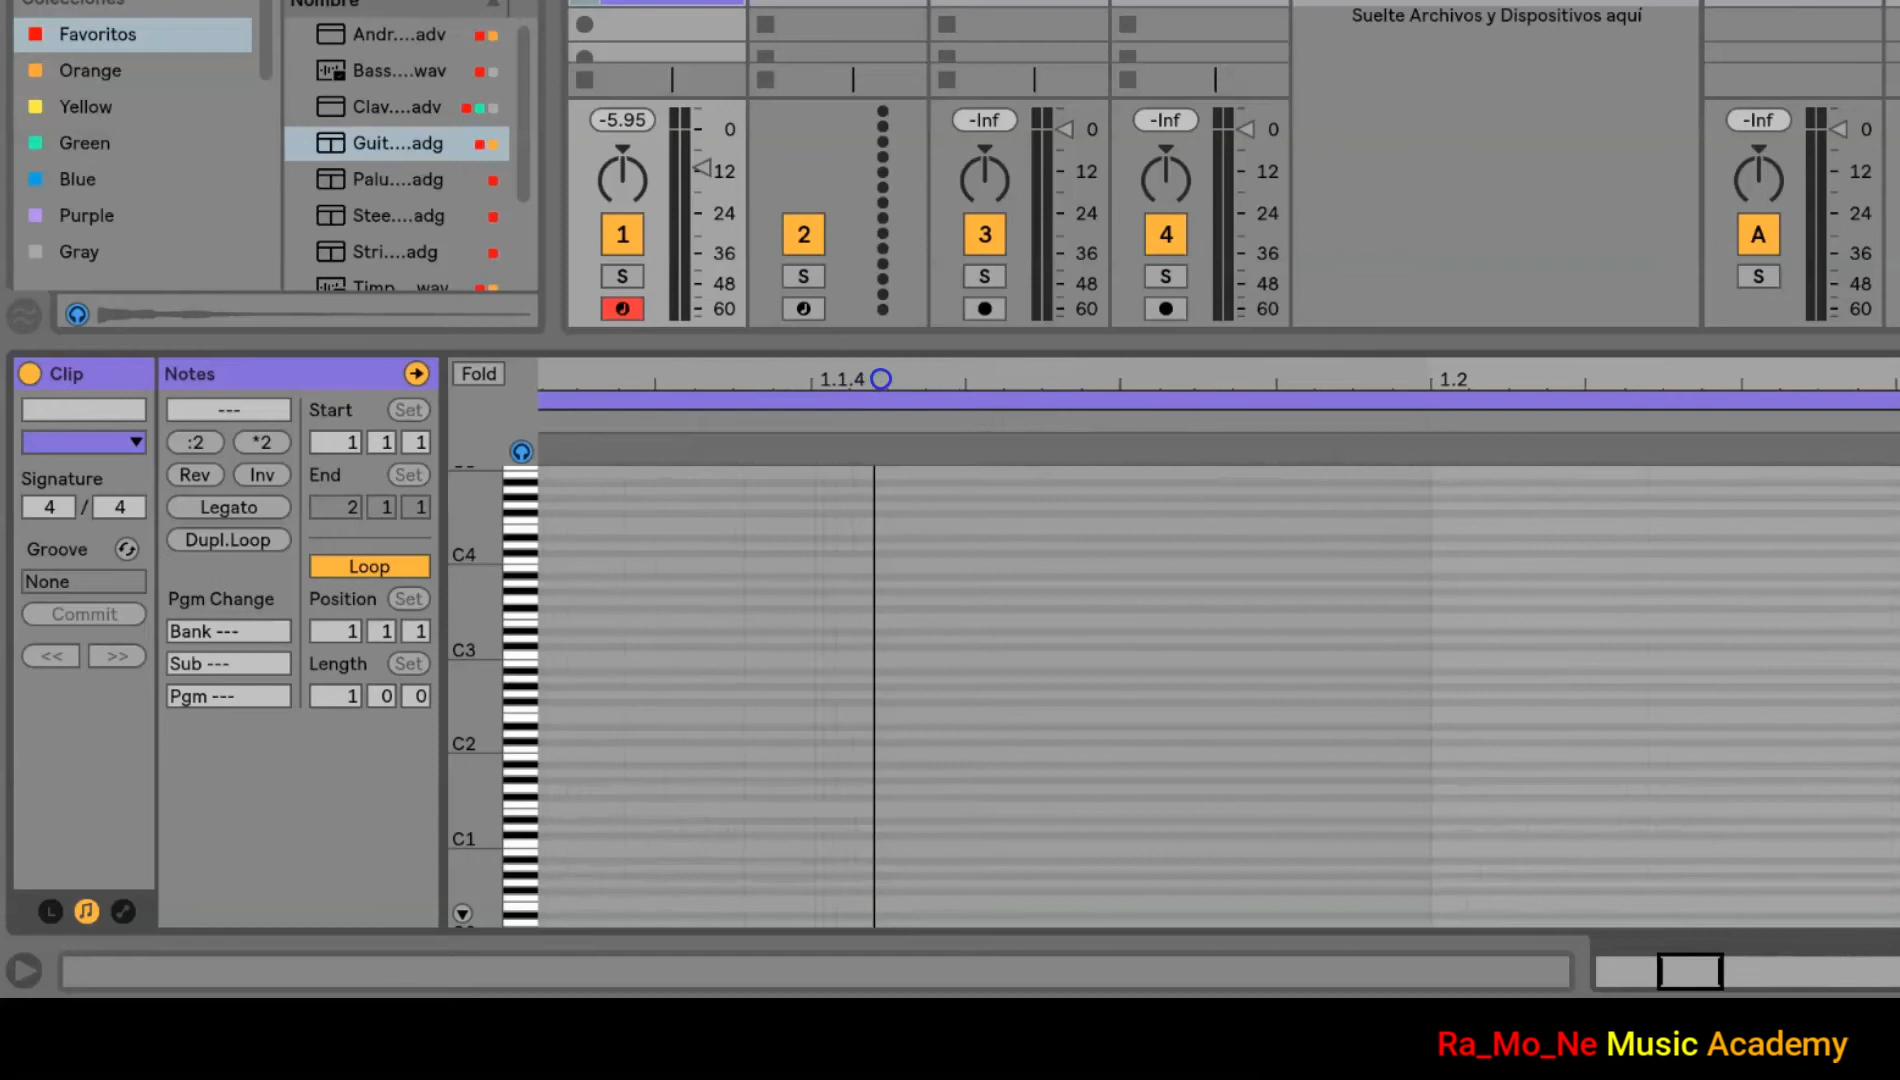 Colecciones
Nombre
Favoritos
Orange
Yellow
Green
Blue
Purple
Gray
Andr....adv
Bass....wav
Clav....adv
Guit....adg
Palu....adg
Stee....adg
Stri....adg
Timp....wav
Suelte Archivos y Dispositivos aquí
-5.95
0
12
24
36
48
60
1
S
2
S
-Inf
0
12
24
36
48
60
3
S
-Inf
0
12
24
36
48
60
4
S
-Inf
0
12
24
36
48
60
A
S
Clip
Signature
4 / 4
Groove
None
Commit
<< >>
Notes
---
:2 *2
Rev Inv
Legato
Dupl.Loop
Pgm Change
Bank ---
Sub ---
Pgm ---
Start Set
1 1 1
End Set
2 1 1
Loop
Position Set
1 1 1
Length Set
1 0 0
Fold
1.1.4
1.2
C4
C3
C2
C1
Ra_Mo_Ne Music Academy